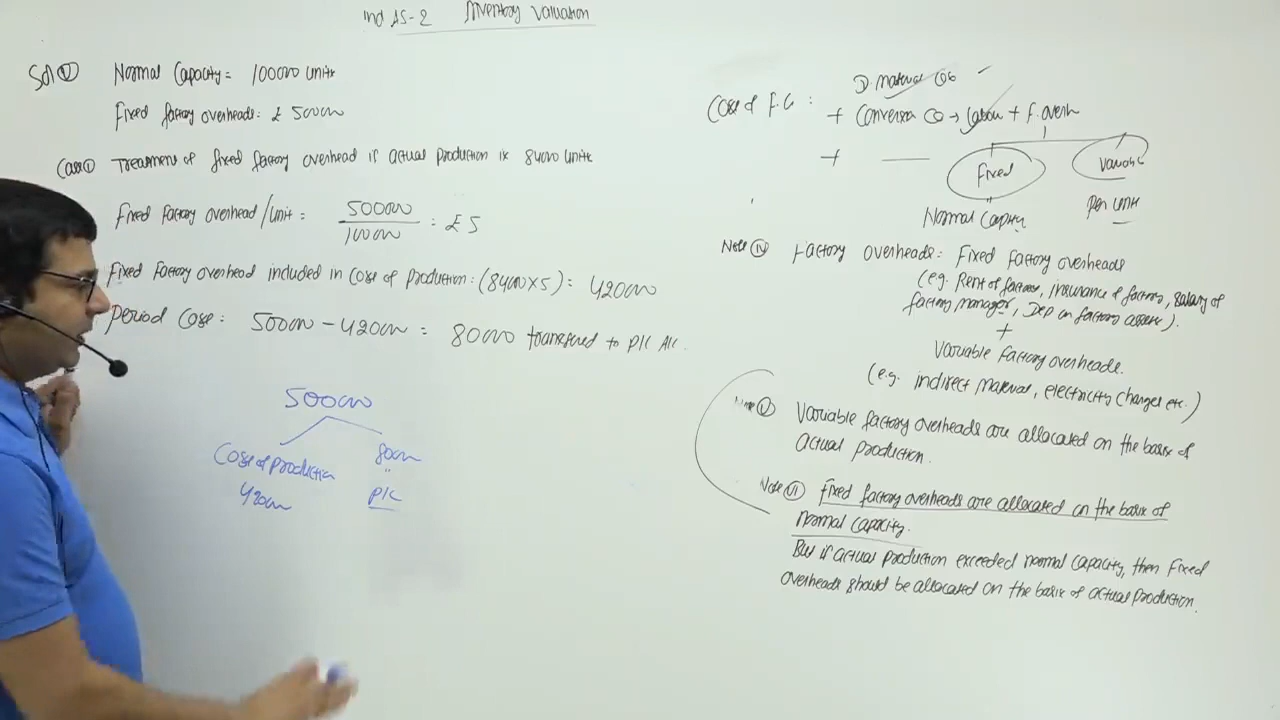 Ind AS-2 Inventory Valuation
Sol ① Normal Capacity = 100000 units
Fixed factory overheads: ₤ 500000
Case ① Treatment of fixed factory overhead if actual production is 84000 units
Fixed factory overhead/unit = 500000 / 100000 = ₤ 5
Fixed factory overhead included in Cost of production: (84000 x 5) = 420000
Period Cost: 500000 - 420000 = 80000 transferred to P/L A/c.
500000
Cost of production 80000
420000 P/L
D. material Cost
Cost of F.G : + Conversion Co → Labour + F. overh
+ Fixed Variable
Normal Capacity per unit
Note ⓘⓥ Factory overheads: Fixed factory overheads
(e.g. Rent of factory, insurance of factory, salary of
factory manager, Dep on factory assets).
+
Variable factory overheads.
(e.g. indirect material, electricity charges etc.)
Note Ⓥ Variable factory overheads are allocated on the basis of
actual production.
Note ⓥⓘ Fixed factory overheads are allocated on the basis of
normal capacity.
But if actual production exceeded normal capacity, then fixed
overheads should be allocated on the basis of actual production.